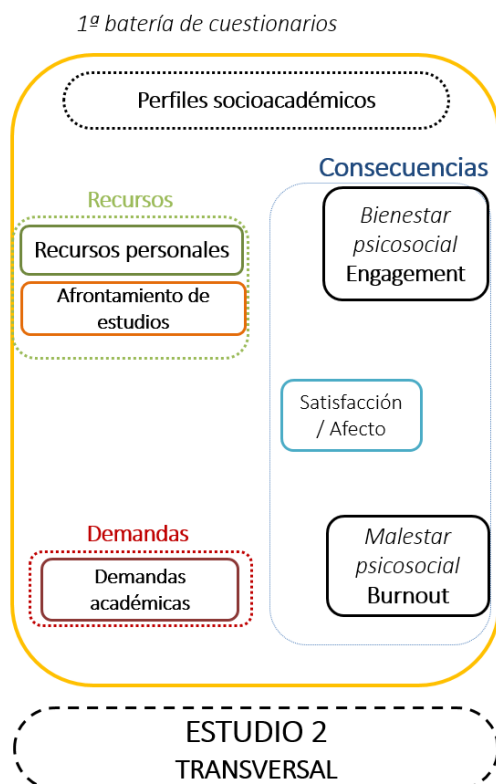 1ª batería de cuestionarios
Perfiles socioacadémicos
Consecuencias
Recursos
Bienestar
psicosocial
Engagement
Recursos personales
Afrontamiento de
estudios
Satisfacción
/ Afecto
Demandas
Demandas
académicas
Malestar
psicosocial
Burnout
ESTUDIO 2
TRANSVERSAL